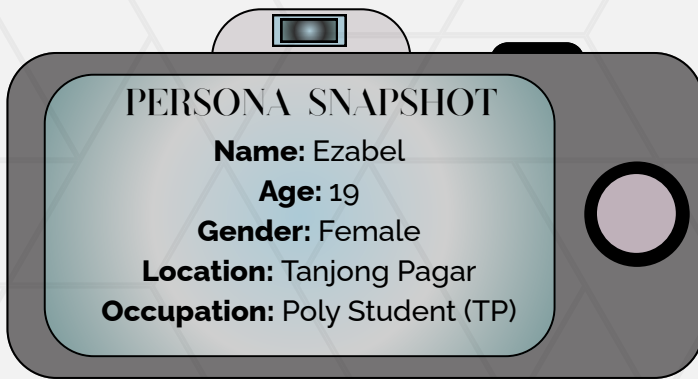 PERSONA SNAPSHOT
Name: Ezabel
Age: 19
Gender: Female
Location: Tanjong Pagar
Occupation: Poly Student (TP)